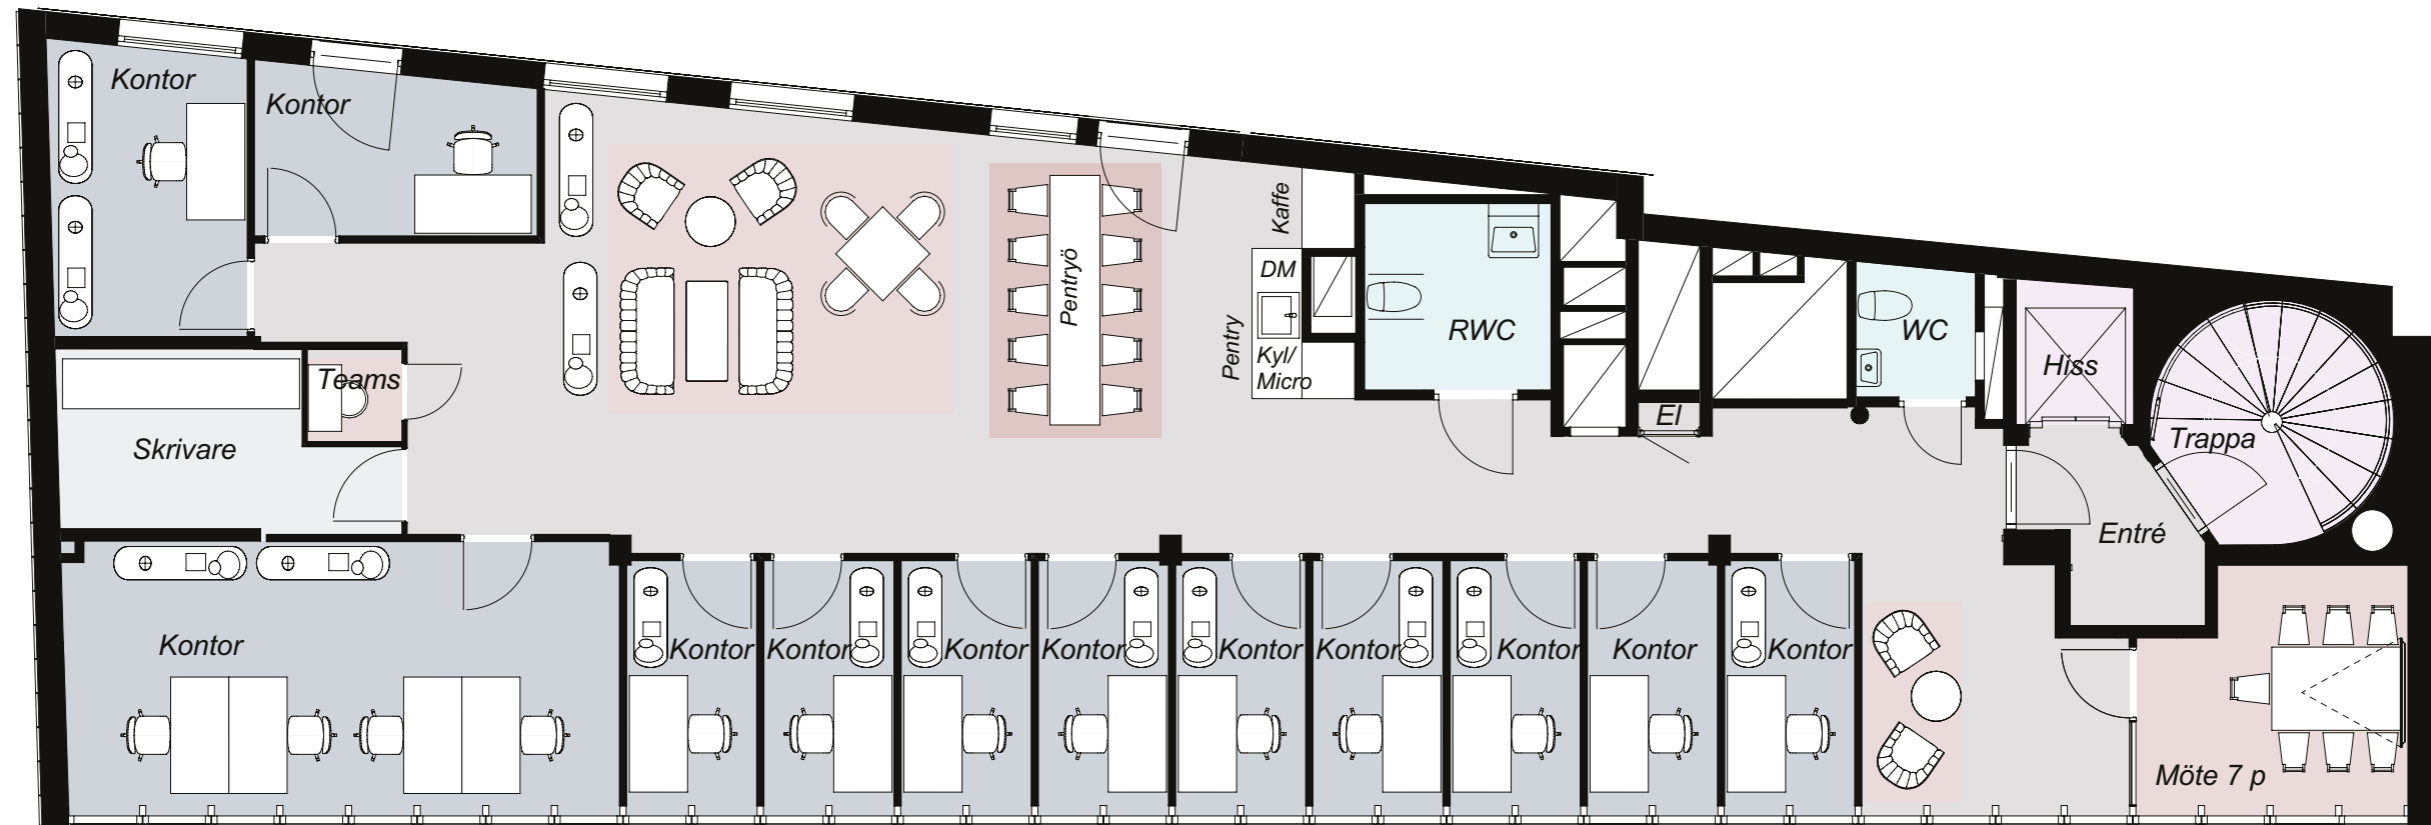 Kontor
Kontor
Kaffe
Pentryö
DM
Pentry
Kyl/
Micro
RWC
WC
Hiss
Teams
El
Trappa
Skrivare
Entré
Kontor
Kontor
Kontor
Kontor
Kontor
Kontor
Kontor
Kontor
Kontor
Kontor
Möte 7 p